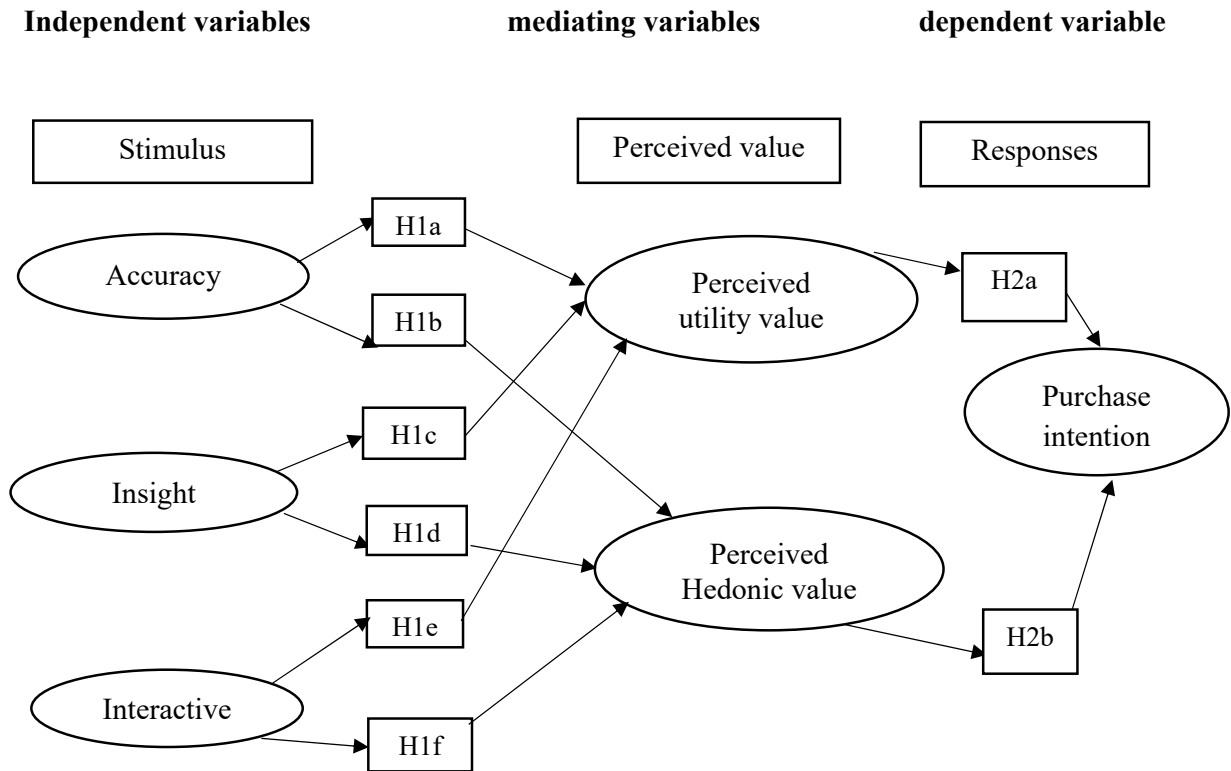 Independent variables
mediating variables
dependent variable
Stimulus
Perceived value
Responses
H1a
Accuracy
H1b
Perceived
utility value
H2a
H1c
Purchase
intention
Insight
H1d
Perceived
Hedonic value
H1e
H2b
Interactive
H1f